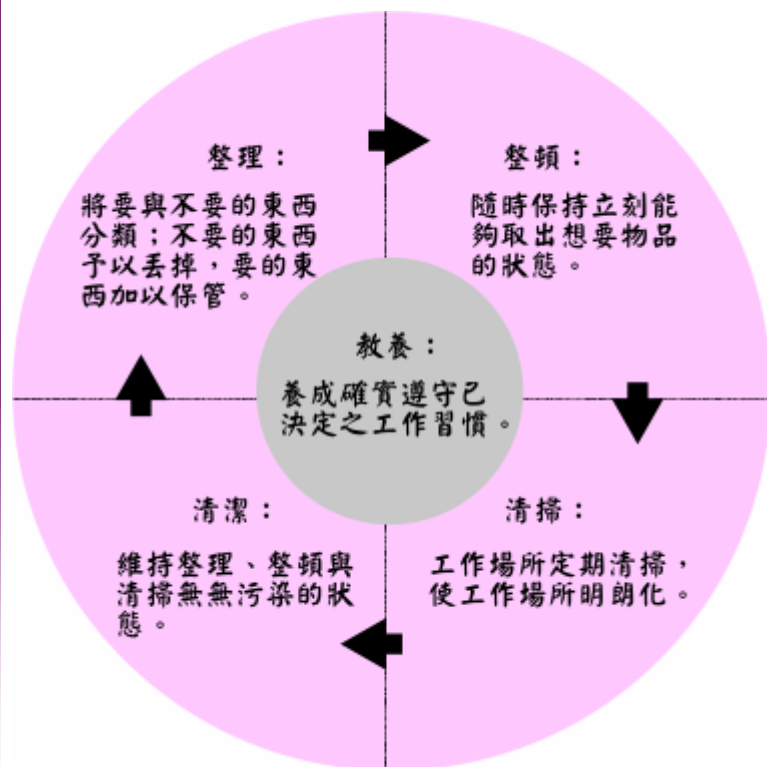 整理：
將要與不要的東西
分類；不要的東西
予以丟掉，要的東
西加以保管。
整頓：
隨時保持立刻能
夠取出想要物品
的狀態。
教養：
養成確實遵守已
決定之工作習慣。
清潔：
維持整理、整頓與
清掃無無污染的狀
態。
清掃：
工作場所定期清掃，
使工作場所明朗化。